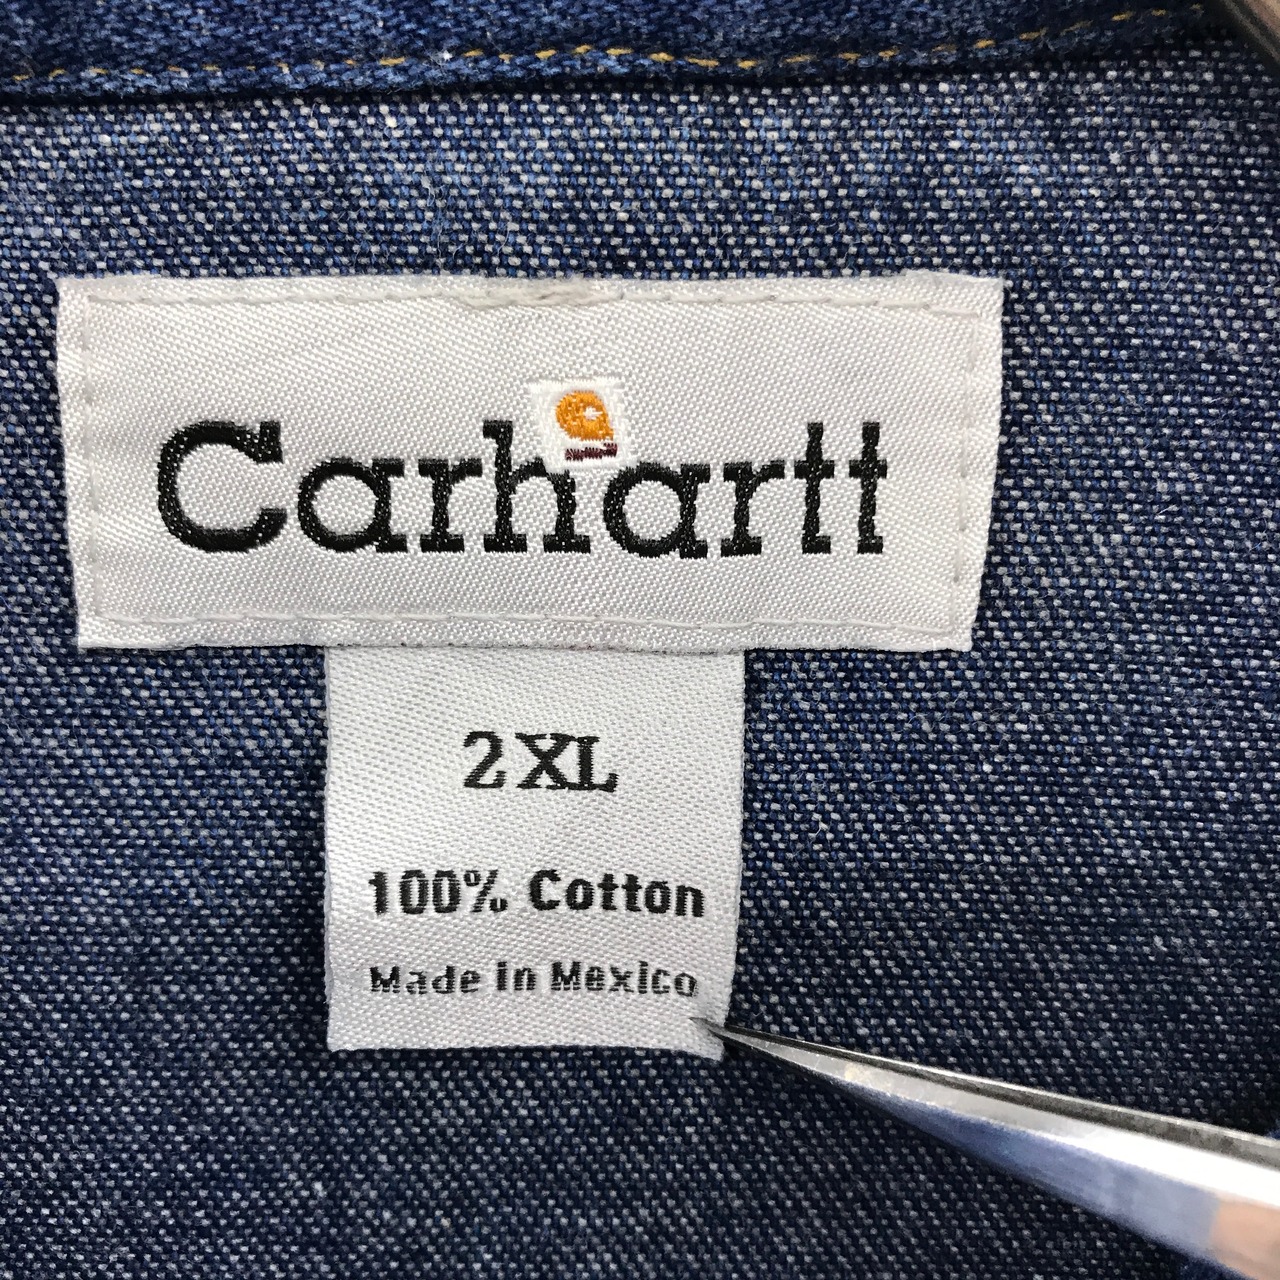 Carhartt
2XL
100% Cotton
Made in Mexico